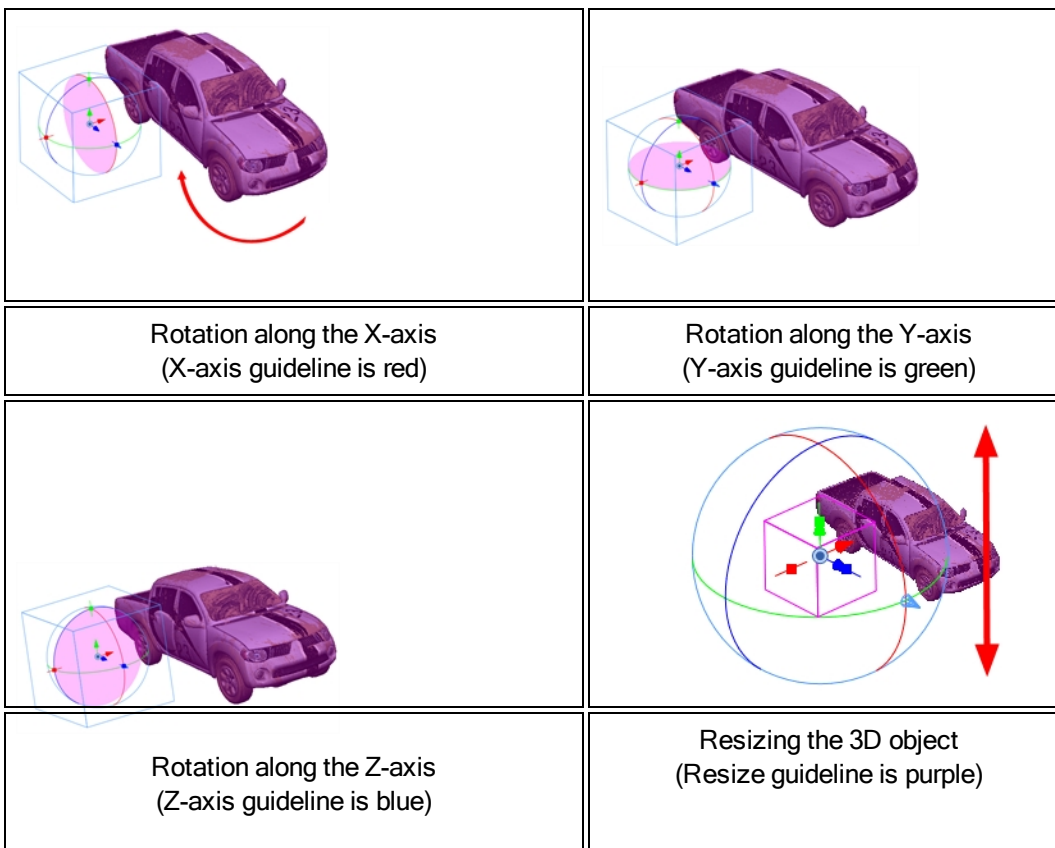 Rotation along the X-axis
(X-axis guideline is red)
Rotation along the Y-axis
(Y-axis guideline is green)
Rotation along the Z-axis
(Z-axis guideline is blue)
Resizing the 3D object
(Resize guideline is purple)